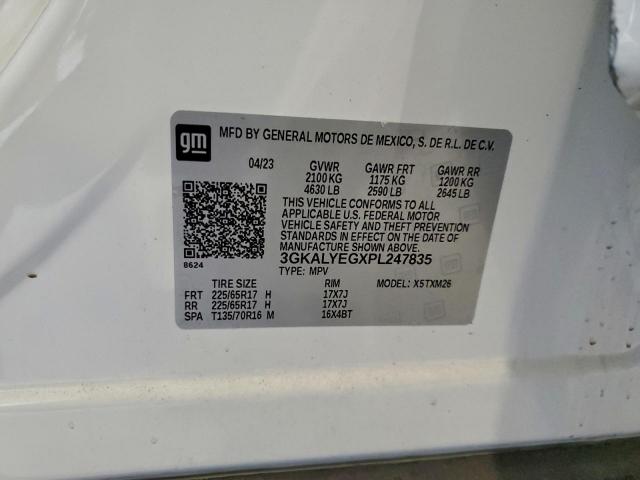 gm MFD BY GENERAL MOTORS DE MEXICO, S. DE R.L. DE C.V.
04/23 GVWR GAWR FRT GAWR RR
2100 KG 1175 KG 1200 KG
4630 LB 2590 LB 2645 LB
THIS VEHICLE CONFORMS TO ALL
APPLICABLE U.S. FEDERAL MOTOR
VEHICLE SAFETY AND THEFT
PREVENTION STANDARDS IN
EFFECT ON THE DATE OF
MANUFACTURE SHOWN ABOVE.
3GKALYEGXPL247835
8624 TYPE: MPV
TIRE SIZE RIM MODEL: X5TXM26
FRT 225/65R17 H 17X7J
RR 225/65R17 H 17X7J
SPA T135/70R16 M 16X4BT